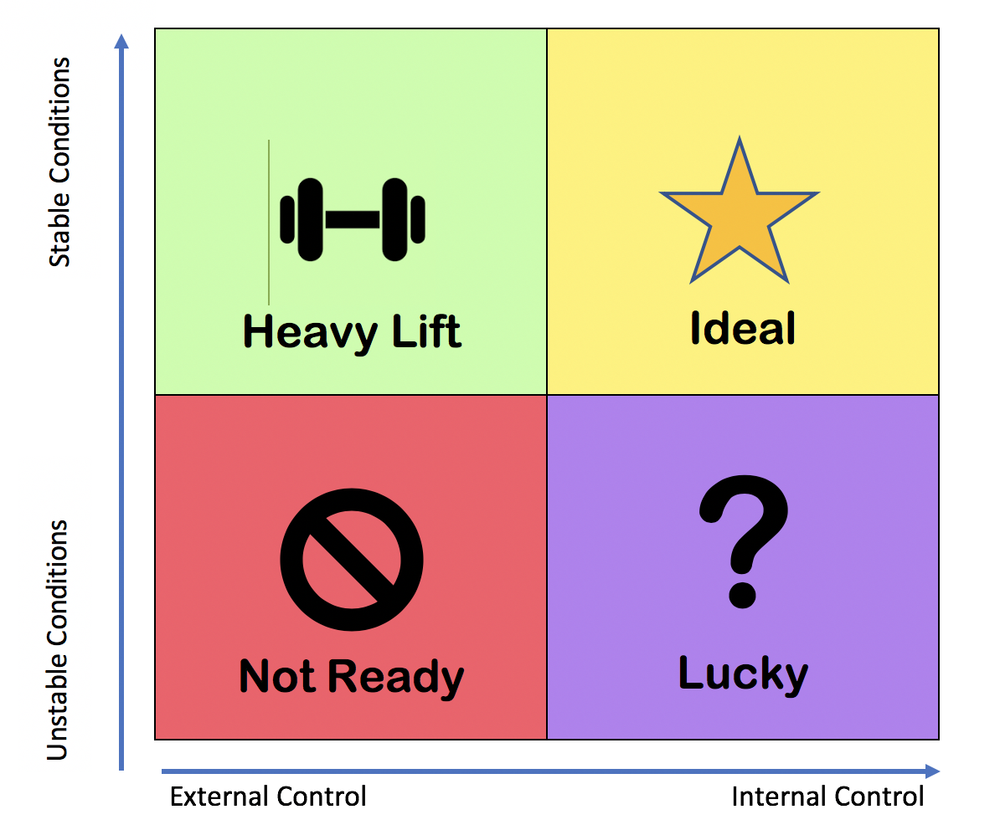 Stable Conditions
Heavy Lift
Ideal
Unstable Conditions
Not Ready
?
Lucky
External Control
Internal Control